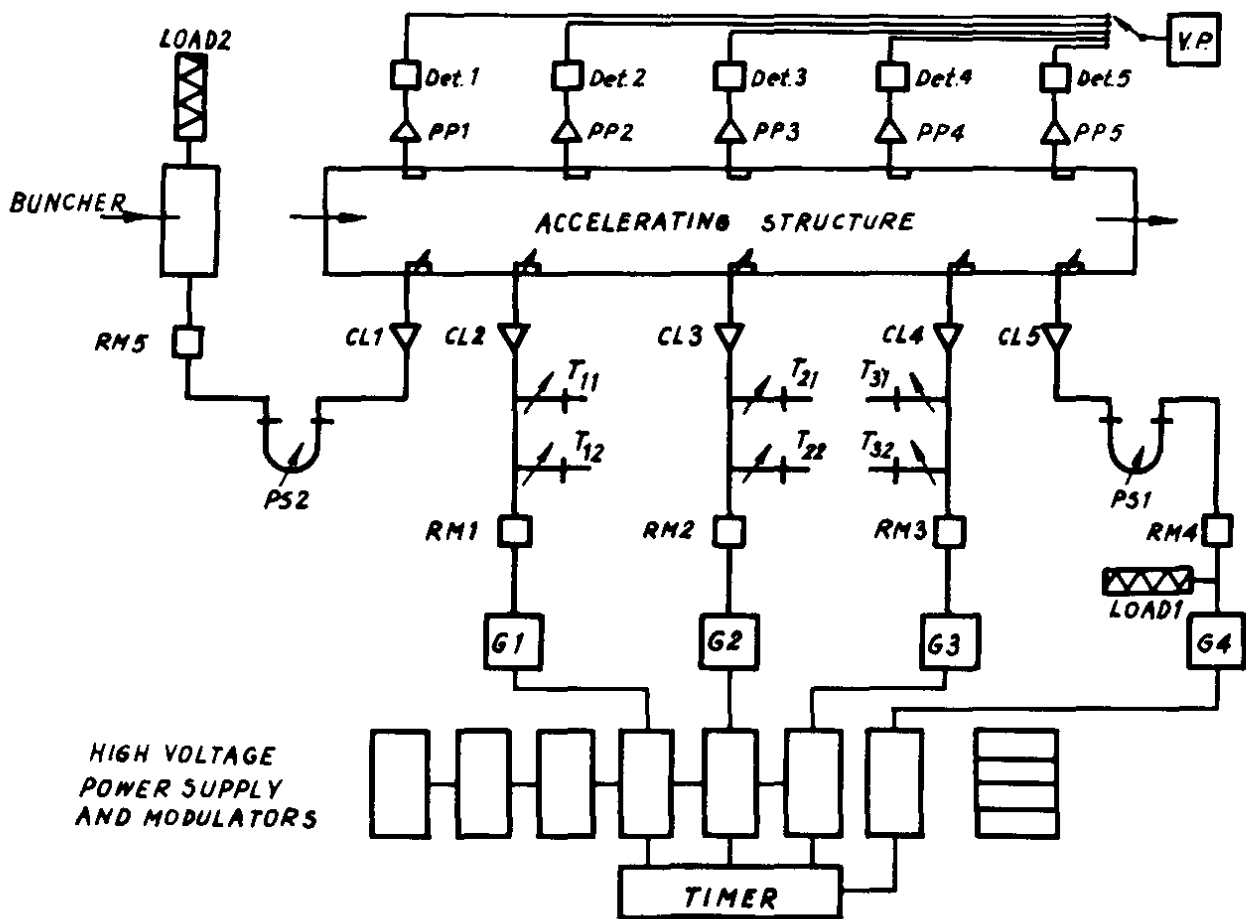 LOAD2
V.P.
Det.1
Det.2
Det.3
Det.4
Det.5
PP1
PP2
PP3
PP4
PP5
BUNCHER
ACCELERATING STRUCTURE
RM5
CL1
CL2
CL3
CL4
CL5
T11
T21
T31
T12
T22
T32
PS2
PS1
RM1
RM2
RM3
RM4
LOAD1
G1
G2
G3
G4
HIGH VOLTAGE
POWER SUPPLY
AND MODULATORS
TIMER